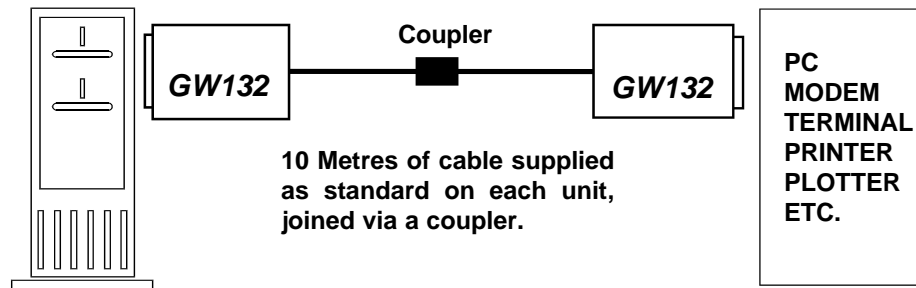 Coupler
GW132
GW132
10 Metres of cable supplied
as standard on each unit,
joined via a coupler.
PC
MODEM
TERMINAL
PRINTER
PLOTTER
ETC.